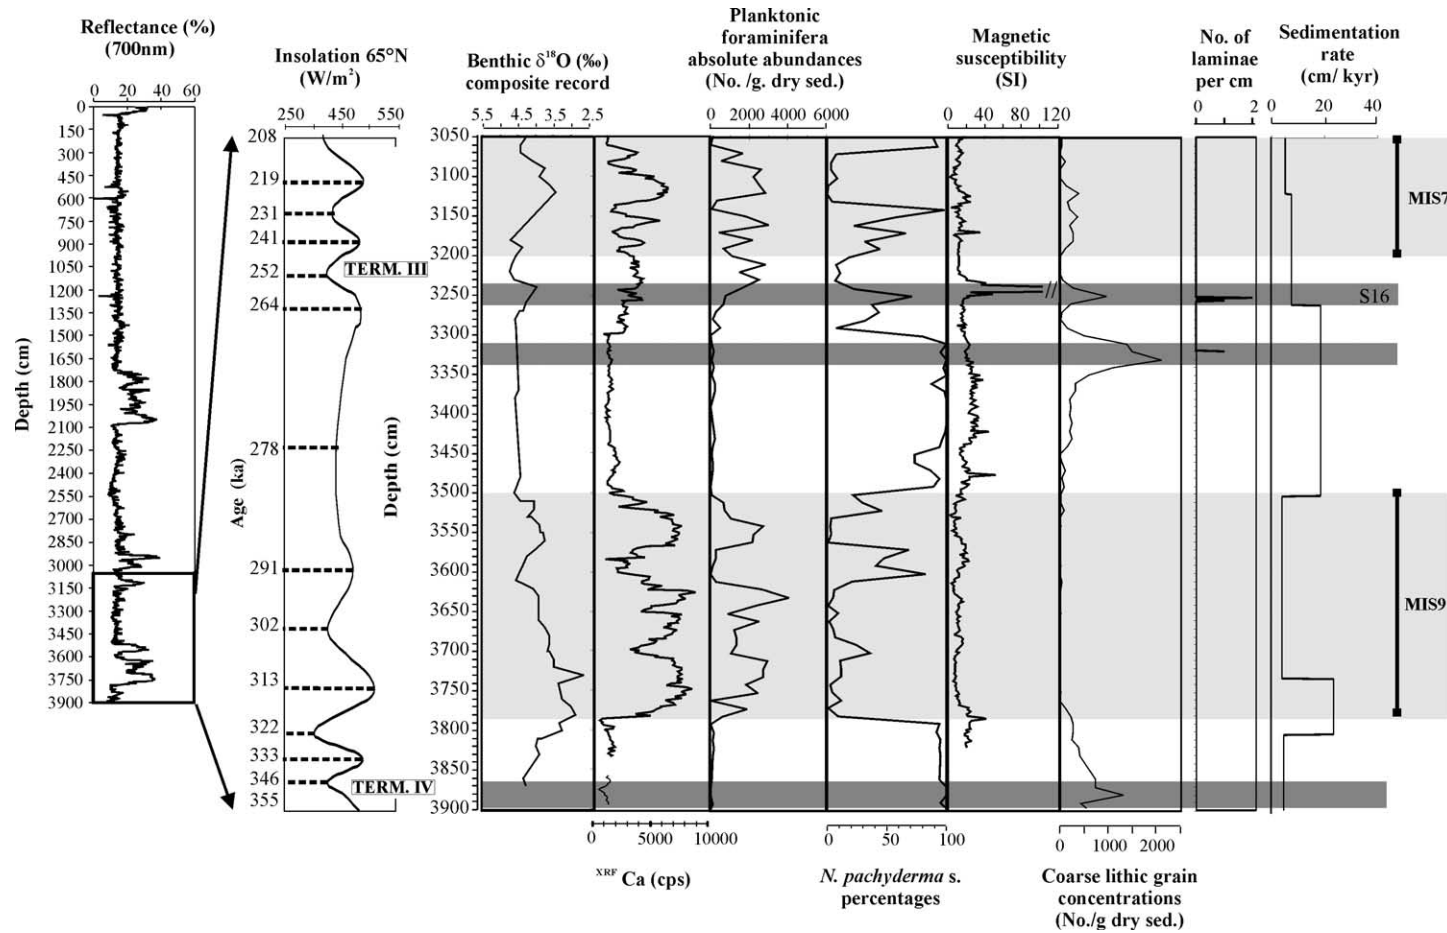 Reflectance (%)
(700nm)
0 20 40 60
Insolation 65°N
(W/m²)
250 450 550
Benthic δ¹⁸O (‰)
composite record
5.5 4.5 3.5 2.5
Planktonic
foraminifera
absolute abundances
(No. /g. dry sed.)
0 2000 4000 6000
Magnetic
susceptibility
(SI)
0 40 80 120
No. of
laminae
per cm
0 2
Sedimentation
rate
(cm/ kyr)
0 20 40
Depth (cm)
0
150
300
450
600
750
900
1050
1200
1350
1500
1650
1800
1950
2100
2250
2400
2550
2700
2850
3000
3150
3300
3450
3600
3750
3900
Age (ka)
208
219
231
241
252
264
278
291
302
313
322
333
346
355
TERM. III
TERM. IV
Depth (cm)
3050
3100
3150
3200
3250
3300
3350
3400
3450
3500
3550
3600
3650
3700
3750
3800
3850
3900
//
S16
MIS7
MIS9
0 5000 10000
XRF Ca (cps)
0 100
N. pachyderma s.
percentages
0 1000 2000
Coarse lithic grain
concentrations
(No./g dry sed.)